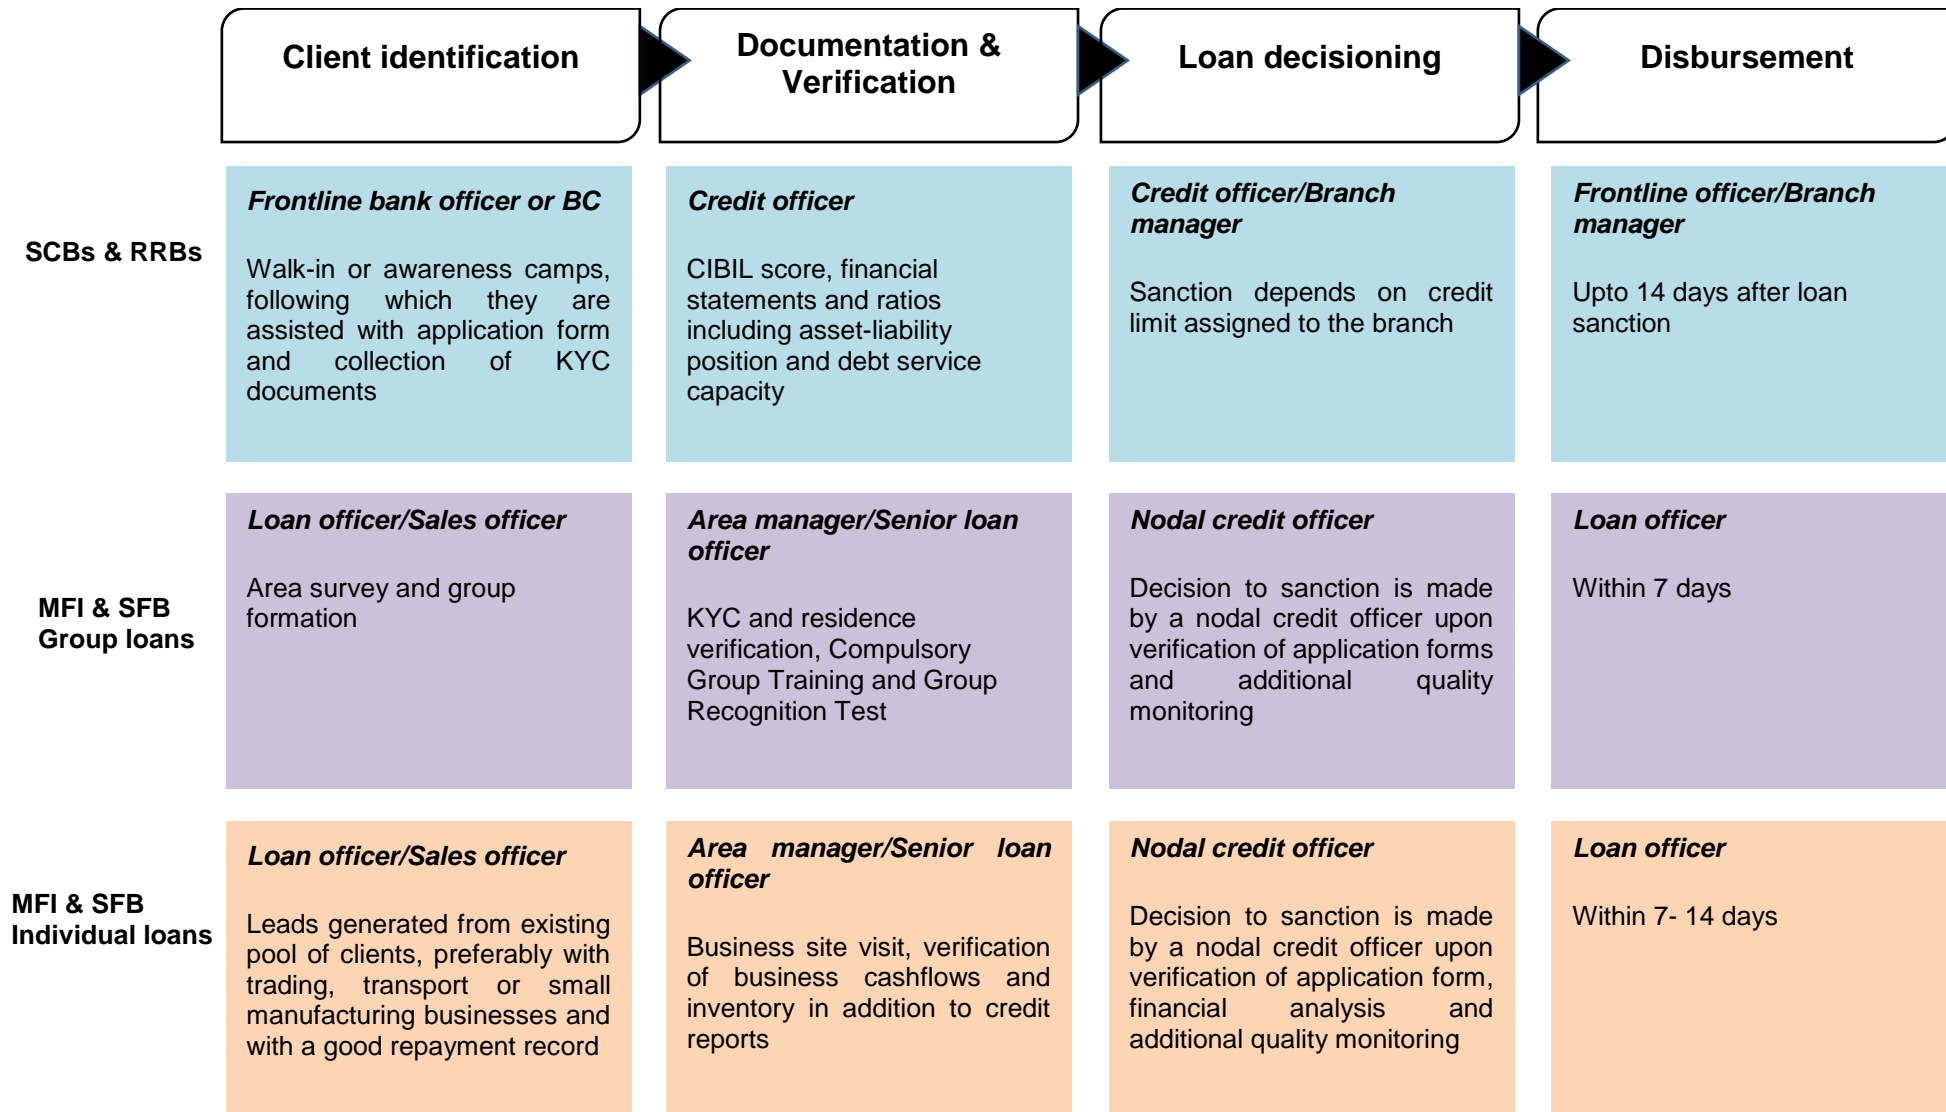 Client identification
Documentation &
Verification
Loan decisioning
Disbursement
SCBs & RRBs
Frontline bank officer or BC
Walk-in or awareness camps,
following which they are
assisted with application form
and collection of KYC
documents
Credit officer
CIBIL score, financial
statements and ratios
including asset-liability
position and debt service
capacity
Credit officer/Branch
manager
Sanction depends on credit
limit assigned to the branch
Frontline officer/Branch
manager
Upto 14 days after loan
sanction
MFI & SFB
Group loans
Loan officer/Sales officer
Area survey and group
formation
Area manager/Senior loan
officer
KYC and residence
verification, Compulsory
Group Training and Group
Recognition Test
Nodal credit officer
Decision to sanction is made
by a nodal credit officer upon
verification of application forms
and additional quality
monitoring
Loan officer
Within 7 days
MFI & SFB
Individual loans
Loan officer/Sales officer
Leads generated from existing
pool of clients, preferably with
trading, transport or small
manufacturing businesses and
with a good repayment record
Area manager/Senior loan
officer
Business site visit, verification
of business cashflows and
inventory in addition to credit
reports
Nodal credit officer
Decision to sanction is made
by a nodal credit officer upon
verification of application form,
financial analysis and
additional quality monitoring
Loan officer
Within 7- 14 days